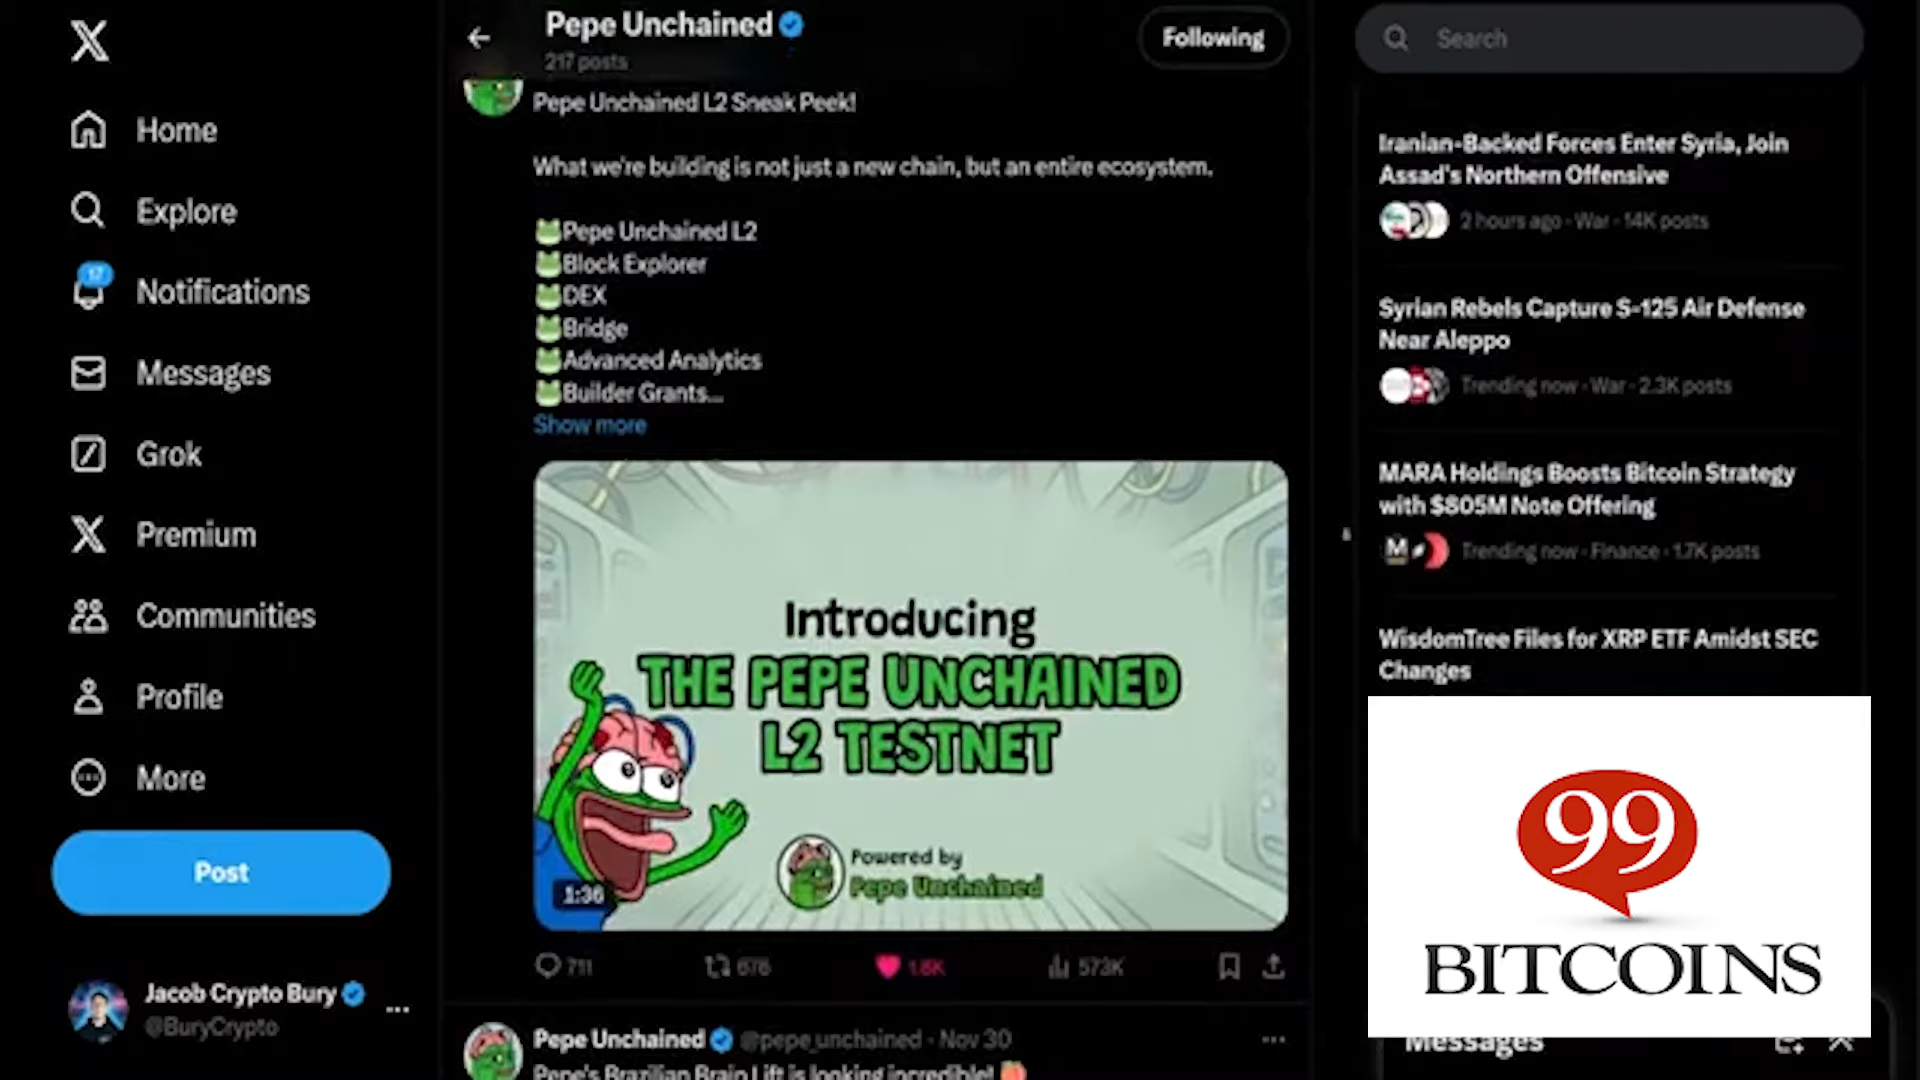 Home
Explore
17
Notifications
Messages
Grok
Premium
Communities
Profile
More
Post
Jacob Crypto Bury
@BuryCrypto
Pepe Unchained
217 posts
Following
Pepe Unchained L2 Sneak Peek!
What we're building is not just a new chain, but an entire ecosystem.
🐸Pepe Unchained L2
🐸Block Explorer
🐸DEX
🐸Bridge
🐸Advanced Analytics
🐸Builder Grants...
Show more
Introducing
THE PEPE UNCHAINED
L2 TESTNET
Powered by
Pepe Unchained
1:36
711 676 1.6K 573K
Pepe Unchained @pepe_unchained · Nov 30
Pepe's Brazilian Brain Lift is looking incredible! 🍑
Search
Iranian-Backed Forces Enter Syria, Join
Assad's Northern Offensive
2 hours ago · War · 14K posts
Syrian Rebels Capture S-125 Air Defense
Near Aleppo
Trending now · War · 2.3K posts
MARA Holdings Boosts Bitcoin Strategy
with $805M Note Offering
Trending now · Finance · 1.7K posts
WisdomTree Files for XRP ETF Amidst SEC
Changes
99
BITCOINS
Messages